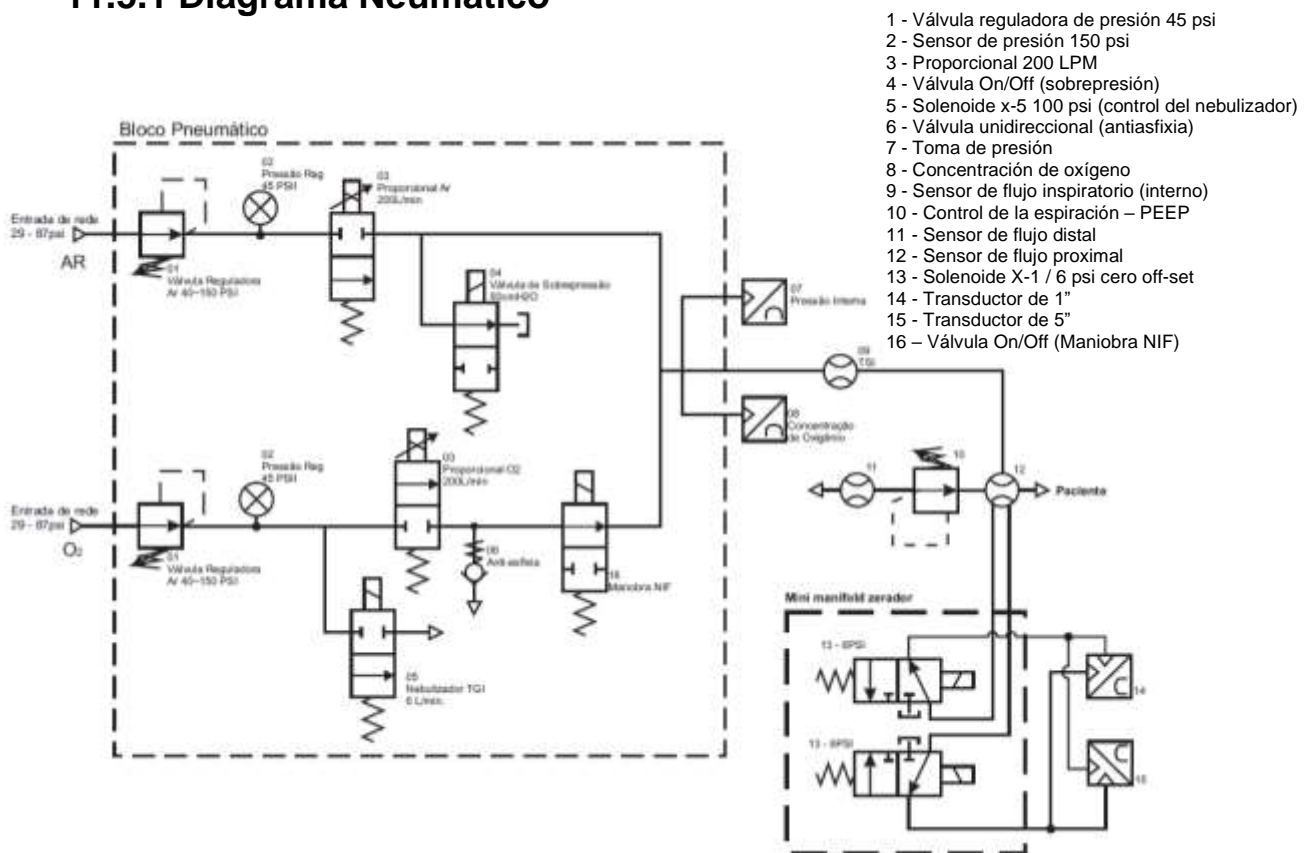 11.5.1 Diagrama Neumático
1 - Válvula reguladora de presión 45 psi
2 - Sensor de presión 150 psi
3 - Proporcional 200 LPM
4 - Válvula On/Off (sobrepresión)
5 - Solenoide x-5 100 psi (control del nebulizador)
6 - Válvula unidireccional (antiasfixia)
7 - Toma de presión
8 - Concentración de oxígeno
9 - Sensor de flujo inspiratorio (interno)
10 - Control de la espiración – PEEP
11 - Sensor de flujo distal
12 - Sensor de flujo proximal
13 - Solenoide X-1 / 6 psi cero off-set
14 - Transductor de 1”
15 - Transductor de 5”
16 – Válvula On/Off (Maniobra NIF)
Bloco Pneumático
02
Pressão Reg
45 PSII
03
Proporcional Ar
200L/min
Entrada de rede
29 - 87psi
AR
01
Válvula Reguladora
Ar 40~150 PSI
04
Válvula de Sobrepressão
07
Pressão Interna
09
08
Concentração
de Oxigênio
02
Pressão Reg
45 PSII
03
Proporcional O2
200L/min
Entrada de rede
29 - 87psi
O2
01
Válvula Reguladora
Ar 40~150 PSI
06
Anti-asfixia
16
Manobra NIF
05
Nebulizador TGI
6 L/min.
11
10
12
Paciente
Mini manifold zerador
13 - 6PSI
14
13 - 6PSI
15